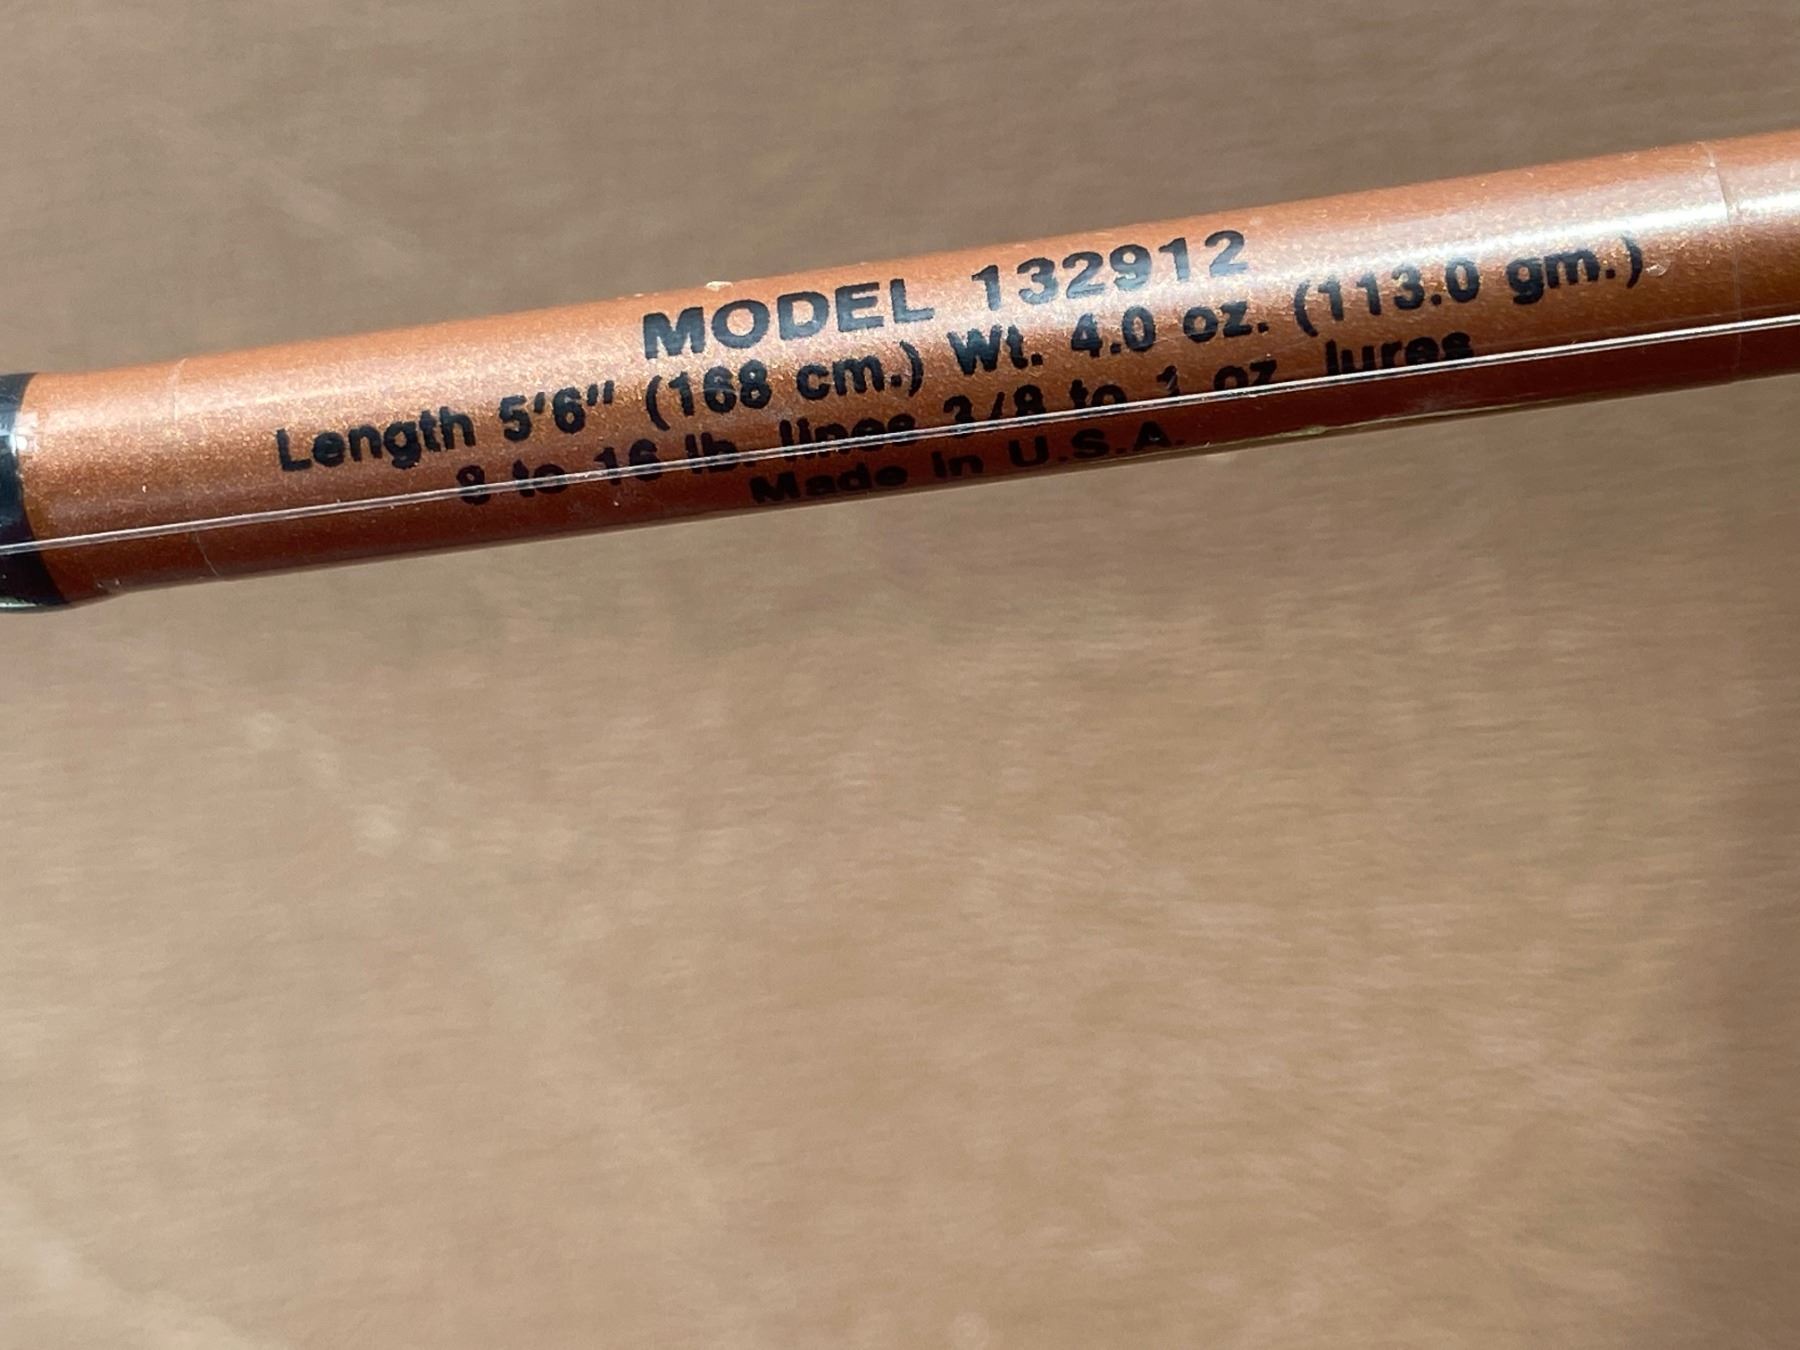 MODEL 132912
Length 5'6" (168 cm.) Wt. 4.0 oz. (113.0 gm.)
8 to 16 lb. lines 3/8 to 1 oz. lures
Made in U.S.A.